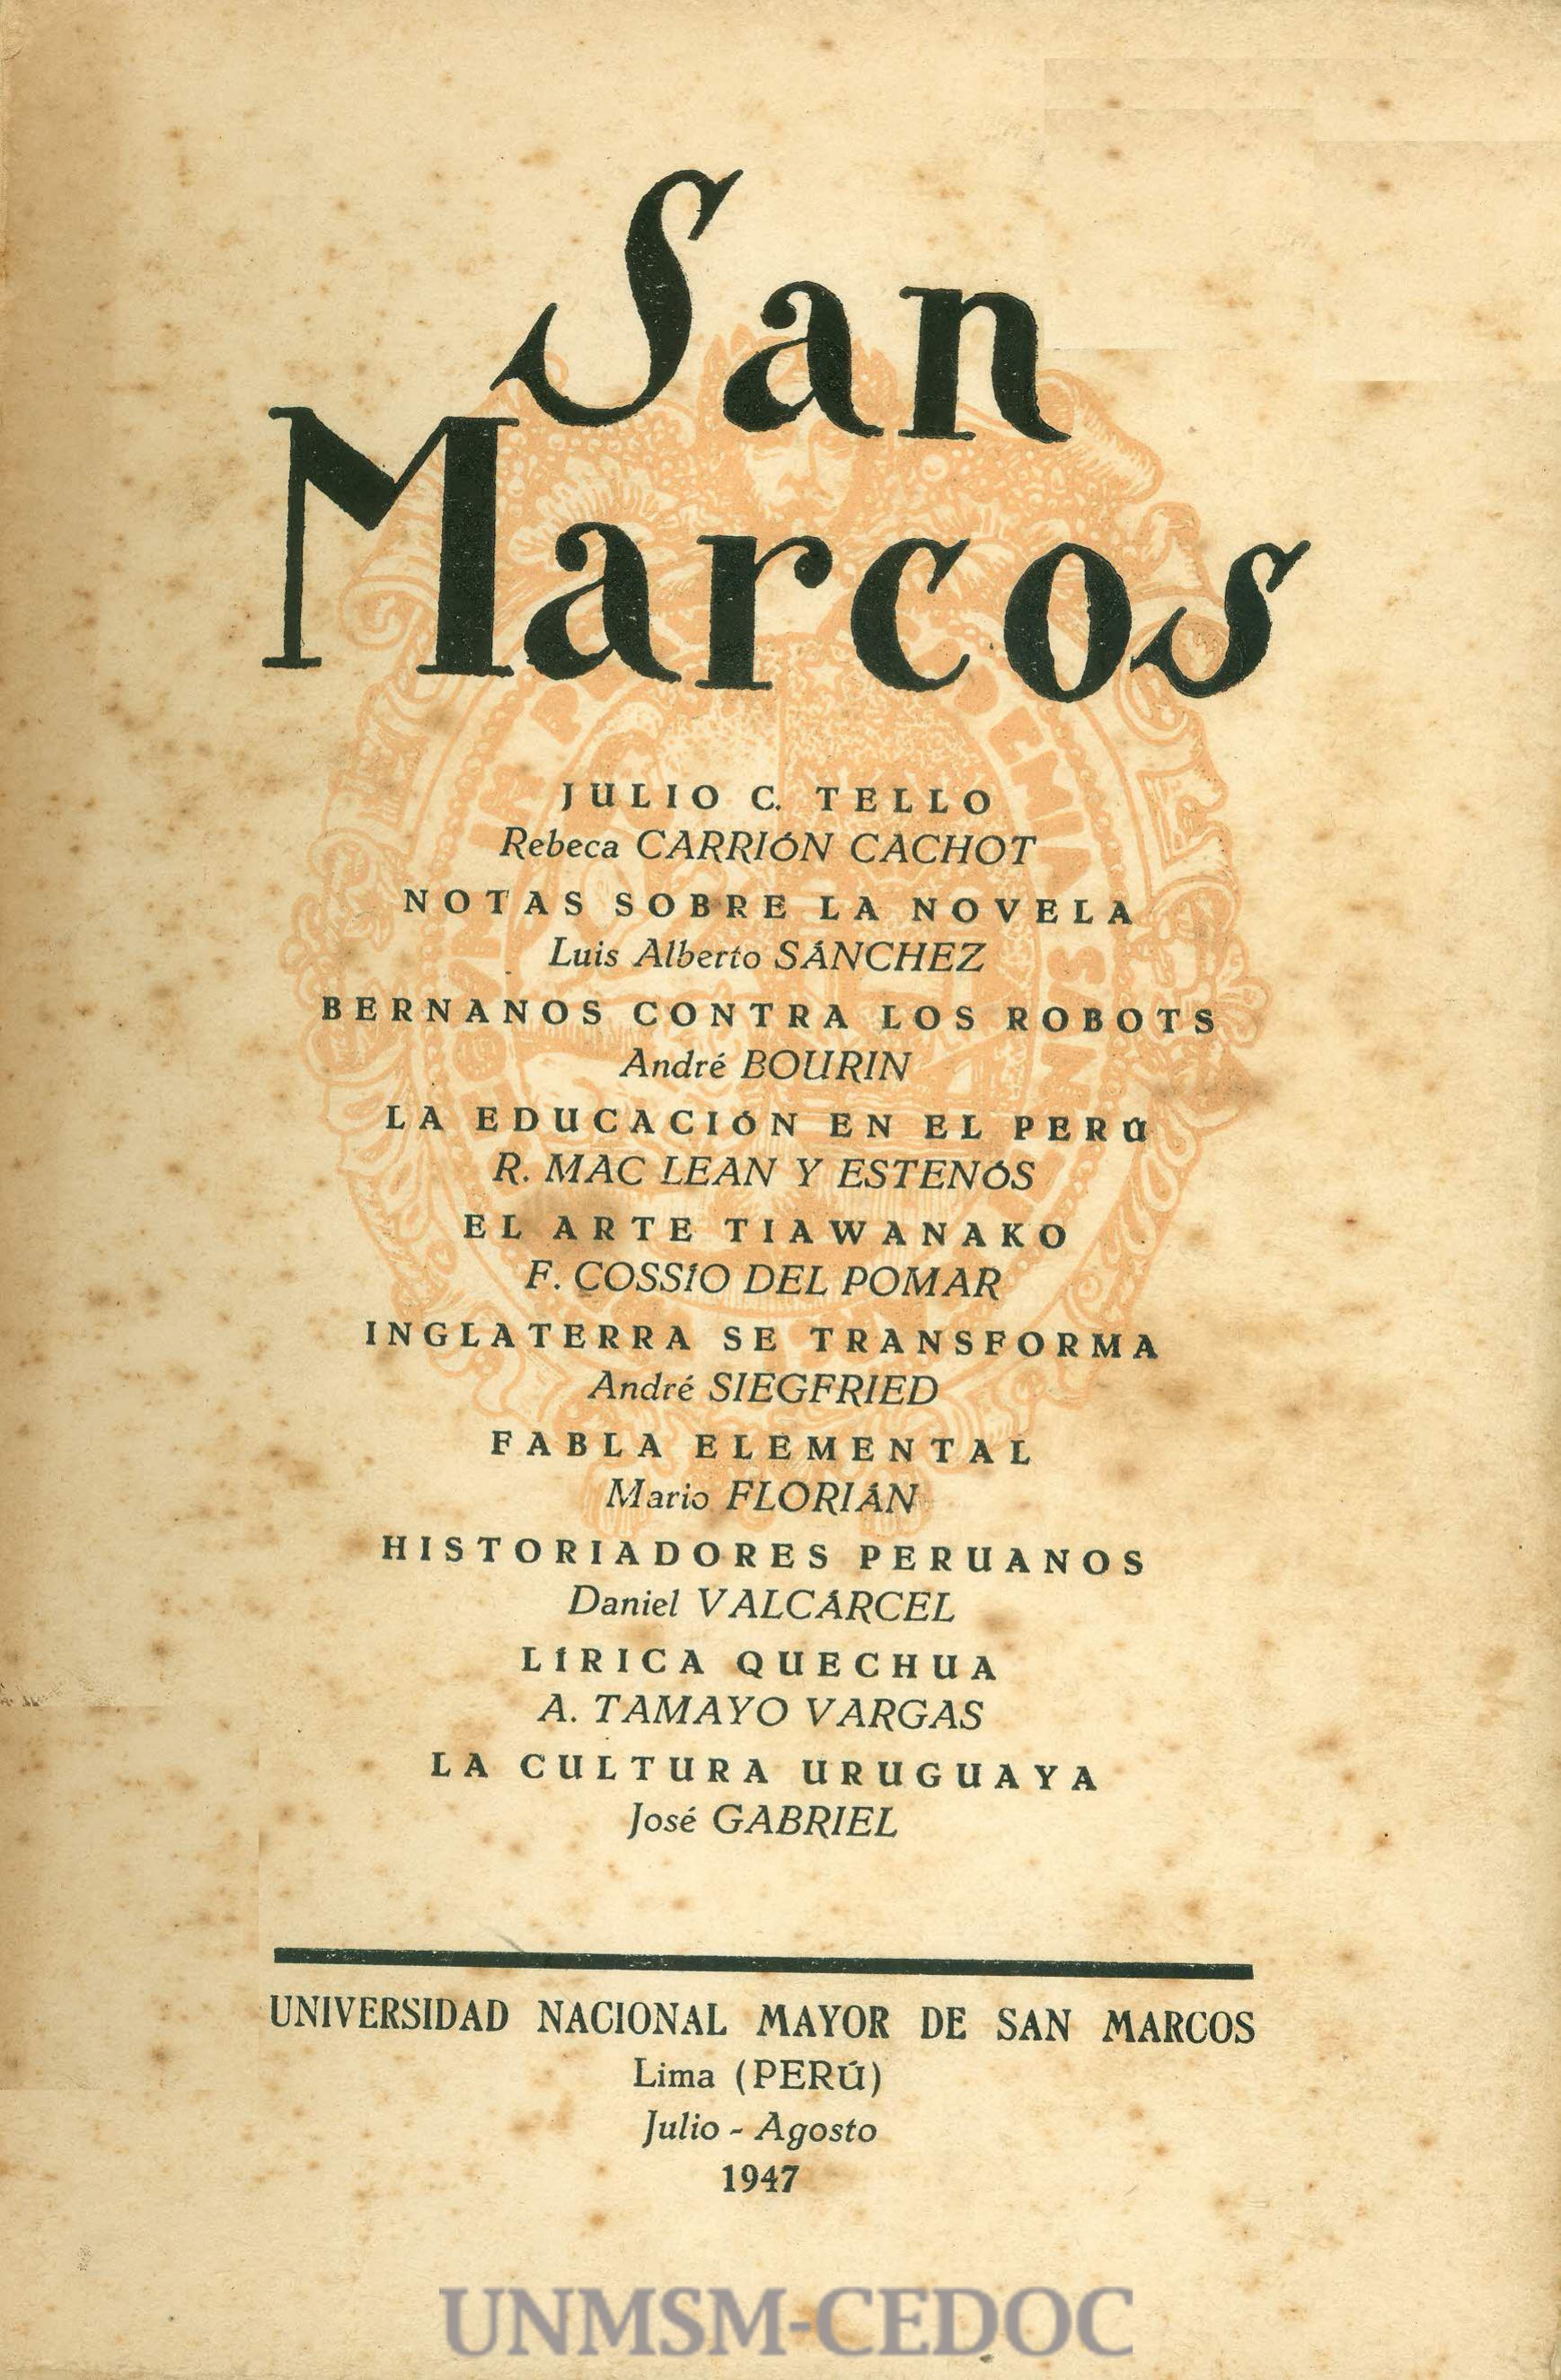 San
Marcos
JULIO C. TELLO
Rebeca CARRIÓN CACHOT
NOTAS SOBRE LA NOVELA
Luis Alberto SÁNCHEZ
BERNANOS CONTRA LOS ROBOTS
André BOURIN
LA EDUCACIÓN EN EL PERÚ
R. MAC LEAN Y ESTENÓS
EL ARTE TIAWANAKO
F. COSSÍO DEL POMAR
INGLATERRA SE TRANSFORMA
André SIEGFRIED
FABLA ELEMENTAL
Mario FLORIÁN
HISTORIADORES PERUANOS
Daniel VALCÁRCEL
LÍRICA QUECHUA
A. TAMAYO VARGAS
LA CULTURA URUGUAYA
José GABRIEL
UNIVERSIDAD NACIONAL MAYOR DE SAN MARCOS
Lima (PERÚ)
Julio - Agosto
1947
UNMSM-CEDOC